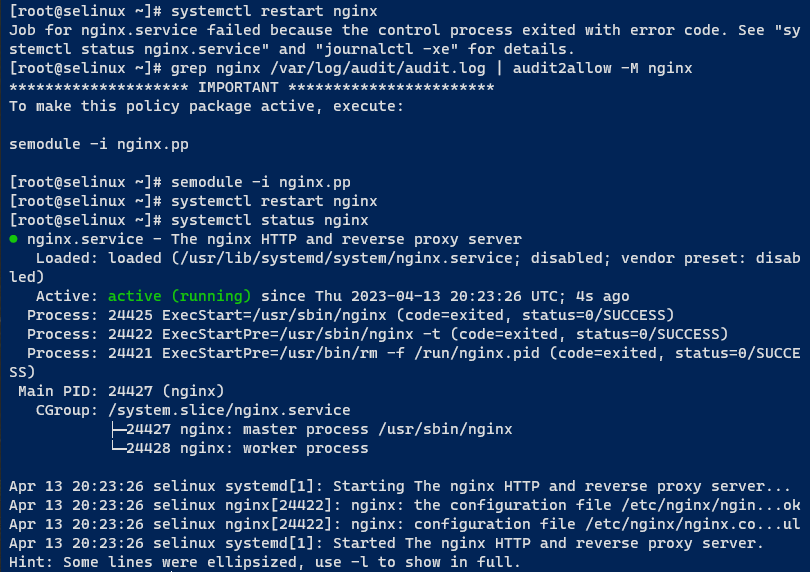 [root@selinux ~]# systemctl restart nginx
Job for nginx.service failed because the control process exited with error code. See "sy
stemctl status nginx.service" and "journalctl -xe" for details.
[root@selinux ~]# grep nginx /var/log/audit/audit.log | audit2allow -M nginx
******************** IMPORTANT ***********************
To make this policy package active, execute:

semodule -i nginx.pp

[root@selinux ~]# semodule -i nginx.pp
[root@selinux ~]# systemctl restart nginx
[root@selinux ~]# systemctl status nginx
● nginx.service - The nginx HTTP and reverse proxy server
   Loaded: loaded (/usr/lib/systemd/system/nginx.service; disabled; vendor preset: disab
led)
   Active: active (running) since Thu 2023-04-13 20:23:26 UTC; 4s ago
  Process: 24425 ExecStart=/usr/sbin/nginx (code=exited, status=0/SUCCESS)
  Process: 24422 ExecStartPre=/usr/sbin/nginx -t (code=exited, status=0/SUCCESS)
  Process: 24421 ExecStartPre=/usr/bin/rm -f /run/nginx.pid (code=exited, status=0/SUCCE
SS)
 Main PID: 24427 (nginx)
   CGroup: /system.slice/nginx.service
           ├─24427 nginx: master process /usr/sbin/nginx
           └─24428 nginx: worker process

Apr 13 20:23:26 selinux systemd[1]: Starting The nginx HTTP and reverse proxy server...
Apr 13 20:23:26 selinux nginx[24422]: nginx: the configuration file /etc/nginx/ngin...ok
Apr 13 20:23:26 selinux nginx[24422]: nginx: configuration file /etc/nginx/nginx.co...ul
Apr 13 20:23:26 selinux systemd[1]: Started The nginx HTTP and reverse proxy server.
Hint: Some lines were ellipsized, use -l to show in full.